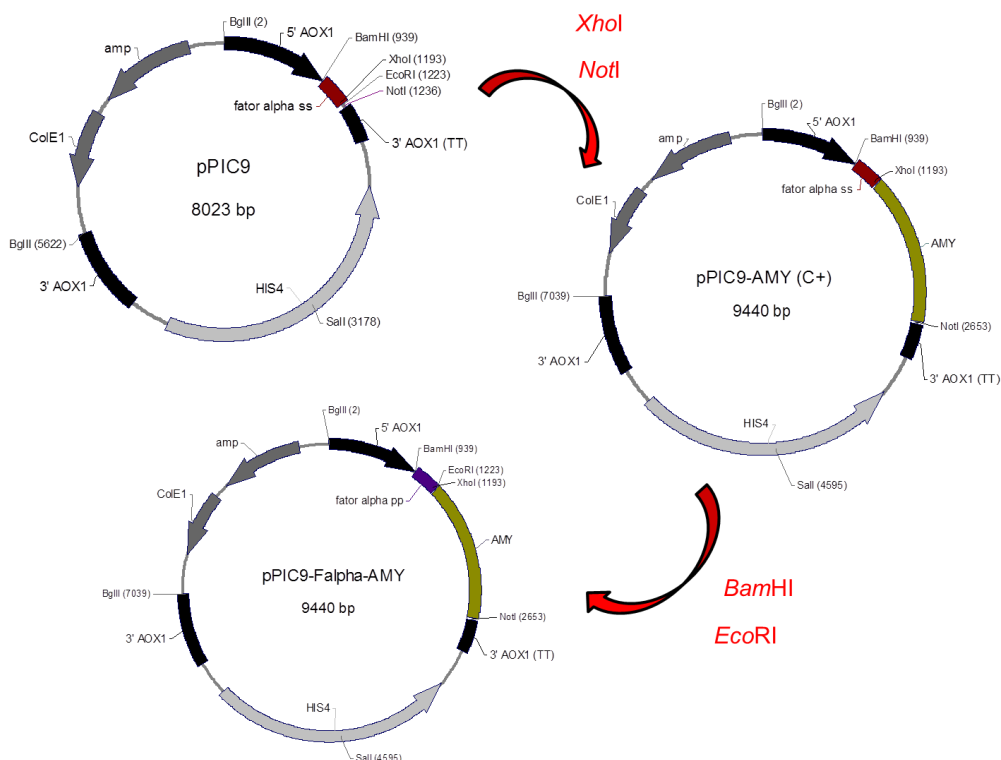 BglII (2)
5' AOX1
BamHI (939)
XhoI (1193)
EcoRI (1223)
NotI (1236)
fator alpha ss
3' AOX1 (TT)
amp
ColE1
pPIC9
8023 bp
BglII (5622)
3' AOX1
HIS4
SalI (3178)
XhoI
NotI
BglII (2)
5' AOX1
BamHI (939)
XhoI (1193)
fator alpha ss
amp
ColE1
AMY
pPIC9-AMY (C+)
9440 bp
BglII (7039)
NotI (2653)
3' AOX1
3' AOX1 (TT)
HIS4
SalI (4595)
BglII (2)
5' AOX1
BamHI (939)
EcoRI (1223)
XhoI (1193)
fator alpha pp
amp
ColE1
AMY
pPIC9-Falpha-AMY
9440 bp
BglII (7039)
NotI (2653)
3' AOX1
3' AOX1 (TT)
HIS4
SalI (4595)
BamHI
EcoRI